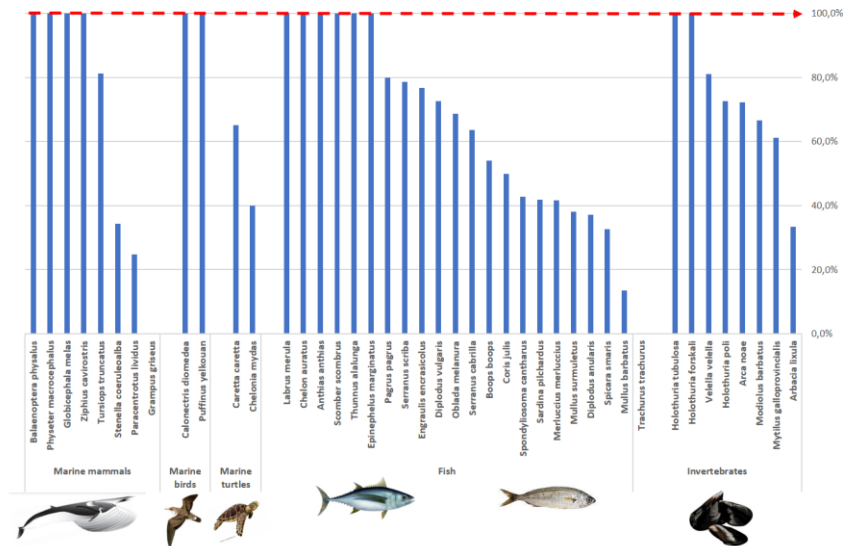 100,0%
80,0%
60,0%
40,0%
20,0%
0,0%
Balaenoptera physalus
Physeter macrocephalus
Globicephala melas
Ziphius cavirostris
Tursiops truncatus
Stenella coeruleoalba
Paracentrotus lividus
Grampus griseus
Calonectris diomedea
Puffinus yelkouan
Caretta caretta
Chelonia mydas
Labrus merula
Chelon auratus
Anthias anthias
Scomber scombrus
Thunnus alalunga
Epinephelus marginatus
Pagrus pagrus
Serranus scriba
Engraulis encrasicolus
Diplodus vulgaris
Oblada melanura
Serranus cabrilla
Boops boops
Coris julis
Spondyliosoma cantharus
Sardina pilchardus
Merluccius merluccius
Mullus surmuletus
Diplodus anularis
Spicara smaris
Mullus barbatus
Trachurus trachurus
Holothuria tubulosa
Holothuria forskali
Velella velella
Holothuria poli
Arca noae
Modiolus barbatus
Mytilus galloprovincialis
Arbacia lixula
Marine mammals
Marine
birds
Marine
turtles
Fish
Invertebrates